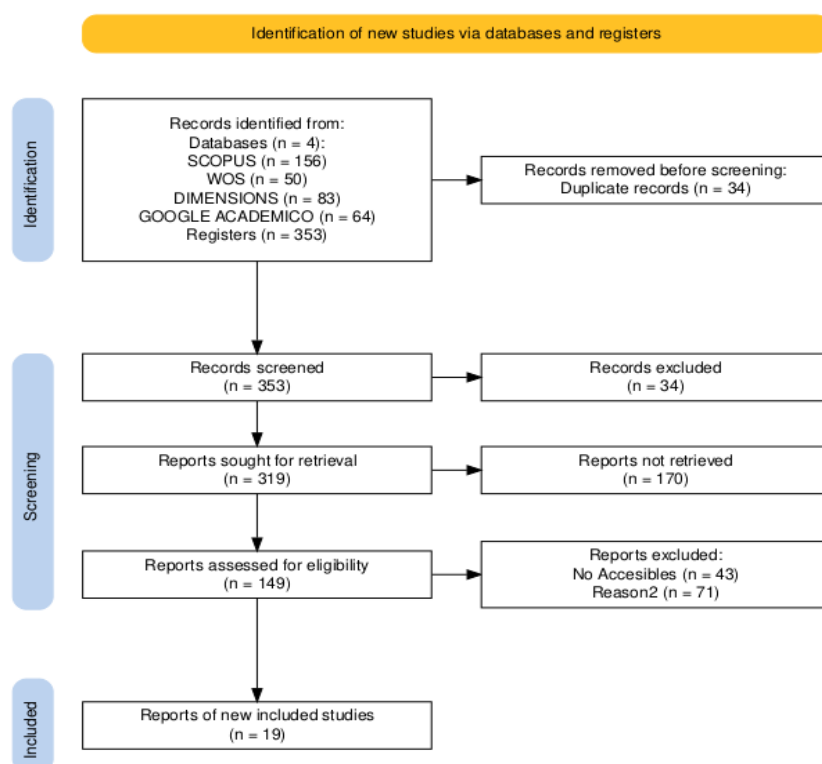 Identification of new studies via databases and registers
Identification
Records identified from:
Databases (n = 4):
SCOPUS (n = 156)
WOS (n = 50)
DIMENSIONS (n = 83)
GOOGLE ACADEMICO (n = 64)
Registers (n = 353)
Records removed before screening:
Duplicate records (n = 34)
Screening
Records screened
(n = 353)
Records excluded
(n = 34)
Reports sought for retrieval
(n = 319)
Reports not retrieved
(n = 170)
Reports assessed for eligibility
(n = 149)
Reports excluded:
No Accesibles (n = 43)
Reason2 (n = 71)
Included
Reports of new included studies
(n = 19)